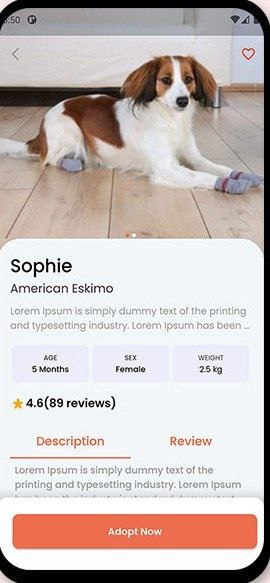 3:50
Sophie
American Eskimo
Lorem Ipsum is simply dummy text of the printing
and typesetting industry. Lorem Ipsum has been ...
AGE
5 Months
SEX
Female
WEIGHT
2.5 kg
4.6(89 reviews)
Description
Review
Lorem Ipsum is simply dummy text of the
printing and typesetting industry. Lorem Ipsum
Adopt Now